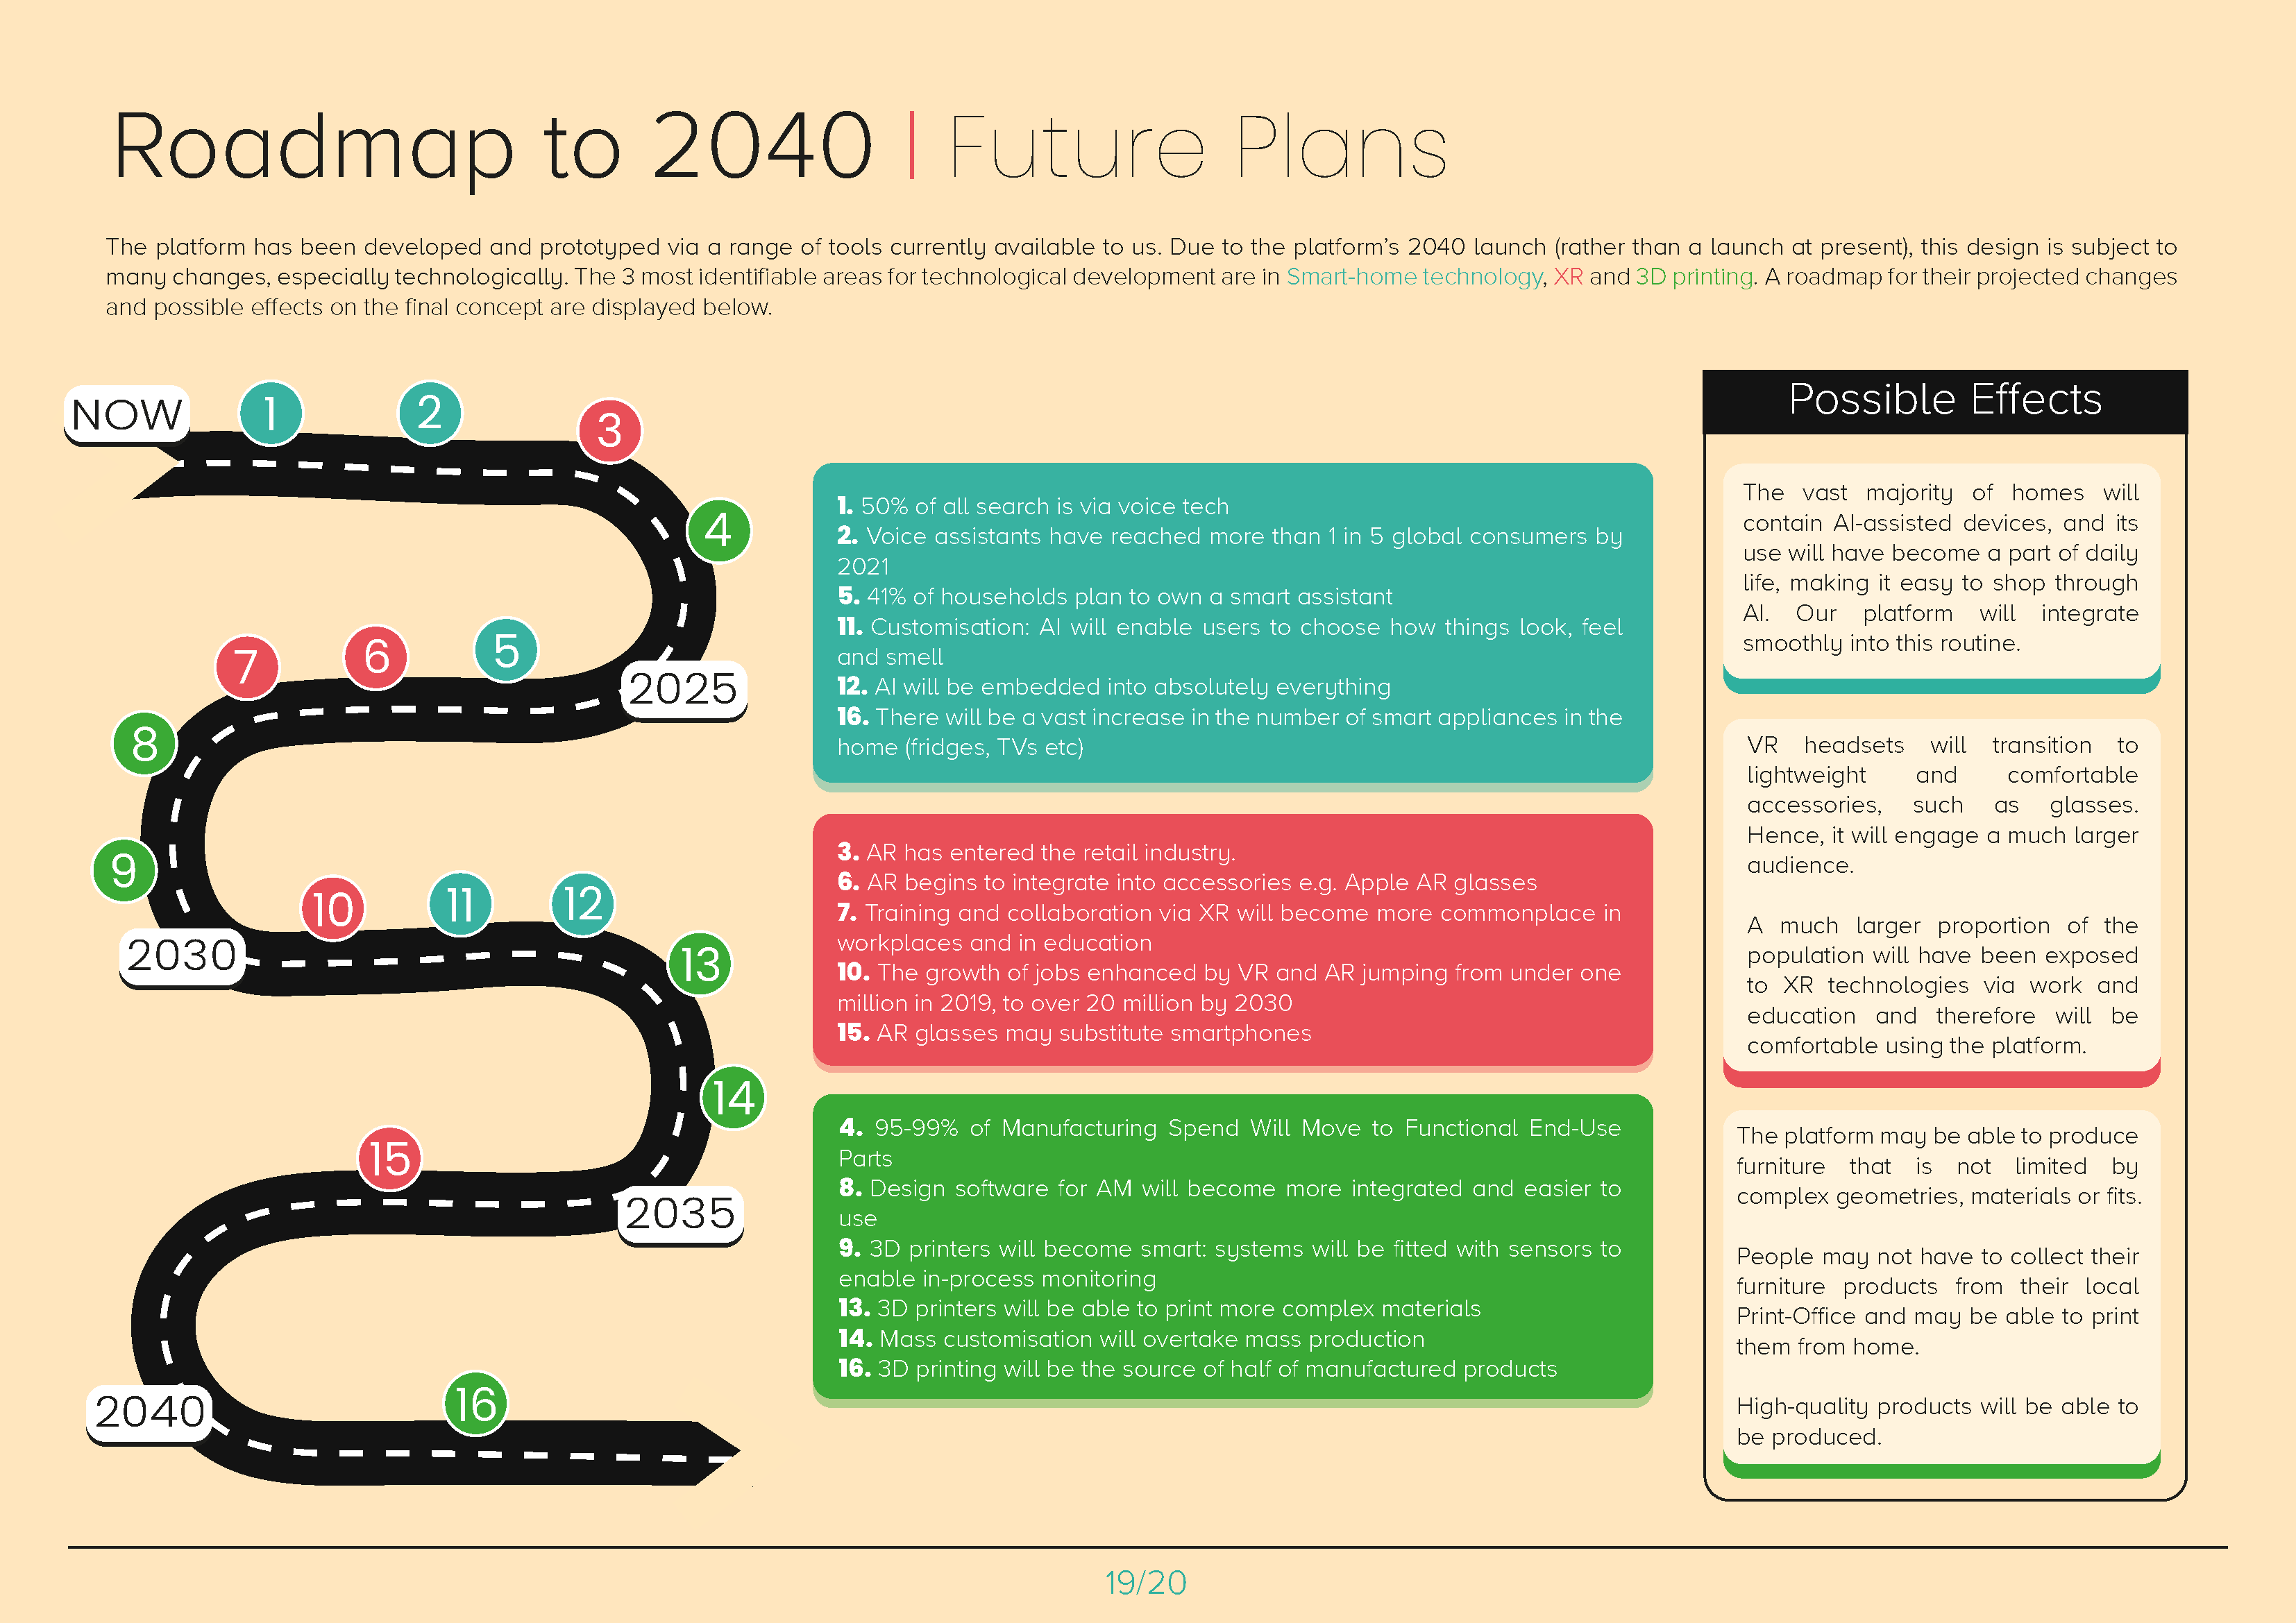 Roadmap to 2040 | Future Plans
The platform has been developed and prototyped via a range of tools currently available to us. Due to the platform's 2040 launch (rather than a launch at present), this design is subject to
many changes, especially technologically. The 3 most identifiable areas for technological development are in Smart-home technology, XR and 3D printing. A roadmap for their projected changes
and possible effects on the final concept are displayed below.
NOW
1
2
3
4
5
6
7
2025
8
9
10
11
12
2030
13
14
15
2035
2040
16
1. 50% of all search is via voice tech
2. Voice assistants have reached more than 1 in 5 global consumers by
2021
5. 41% of households plan to own a smart assistant
11. Customisation: AI will enable users to choose how things look, feel
and smell
12. AI will be embedded into absolutely everything
16. There will be a vast increase in the number of smart appliances in the
home (fridges, TVs etc)
3. AR has entered the retail industry.
6. AR begins to integrate into accessories e.g. Apple AR glasses
7. Training and collaboration via XR will become more commonplace in
workplaces and in education
10. The growth of jobs enhanced by VR and AR jumping from under one
million in 2019, to over 20 million by 2030
15. AR glasses may substitute smartphones
4. 95-99% of Manufacturing Spend Will Move to Functional End-Use
Parts
8. Design software for AM will become more integrated and easier to
use
9. 3D printers will become smart: systems will be fitted with sensors to
enable in-process monitoring
13. 3D printers will be able to print more complex materials
14. Mass customisation will overtake mass production
16. 3D printing will be the source of half of manufactured products
Possible Effects
The vast majority of homes will
contain AI-assisted devices, and its
use will have become a part of daily
life, making it easy to shop through
AI. Our platform will integrate
smoothly into this routine.
VR headsets will transition to
lightweight and comfortable
accessories, such as glasses.
Hence, it will engage a much larger
audience.
A much larger proportion of the
population will have been exposed
to XR technologies via work and
education and therefore will be
comfortable using the platform.
The platform may be able to produce
furniture that is not limited by
complex geometries, materials or fits.
People may not have to collect their
furniture products from their local
Print-Office and may be able to print
them from home.
High-quality products will be able to
be produced.
19/20